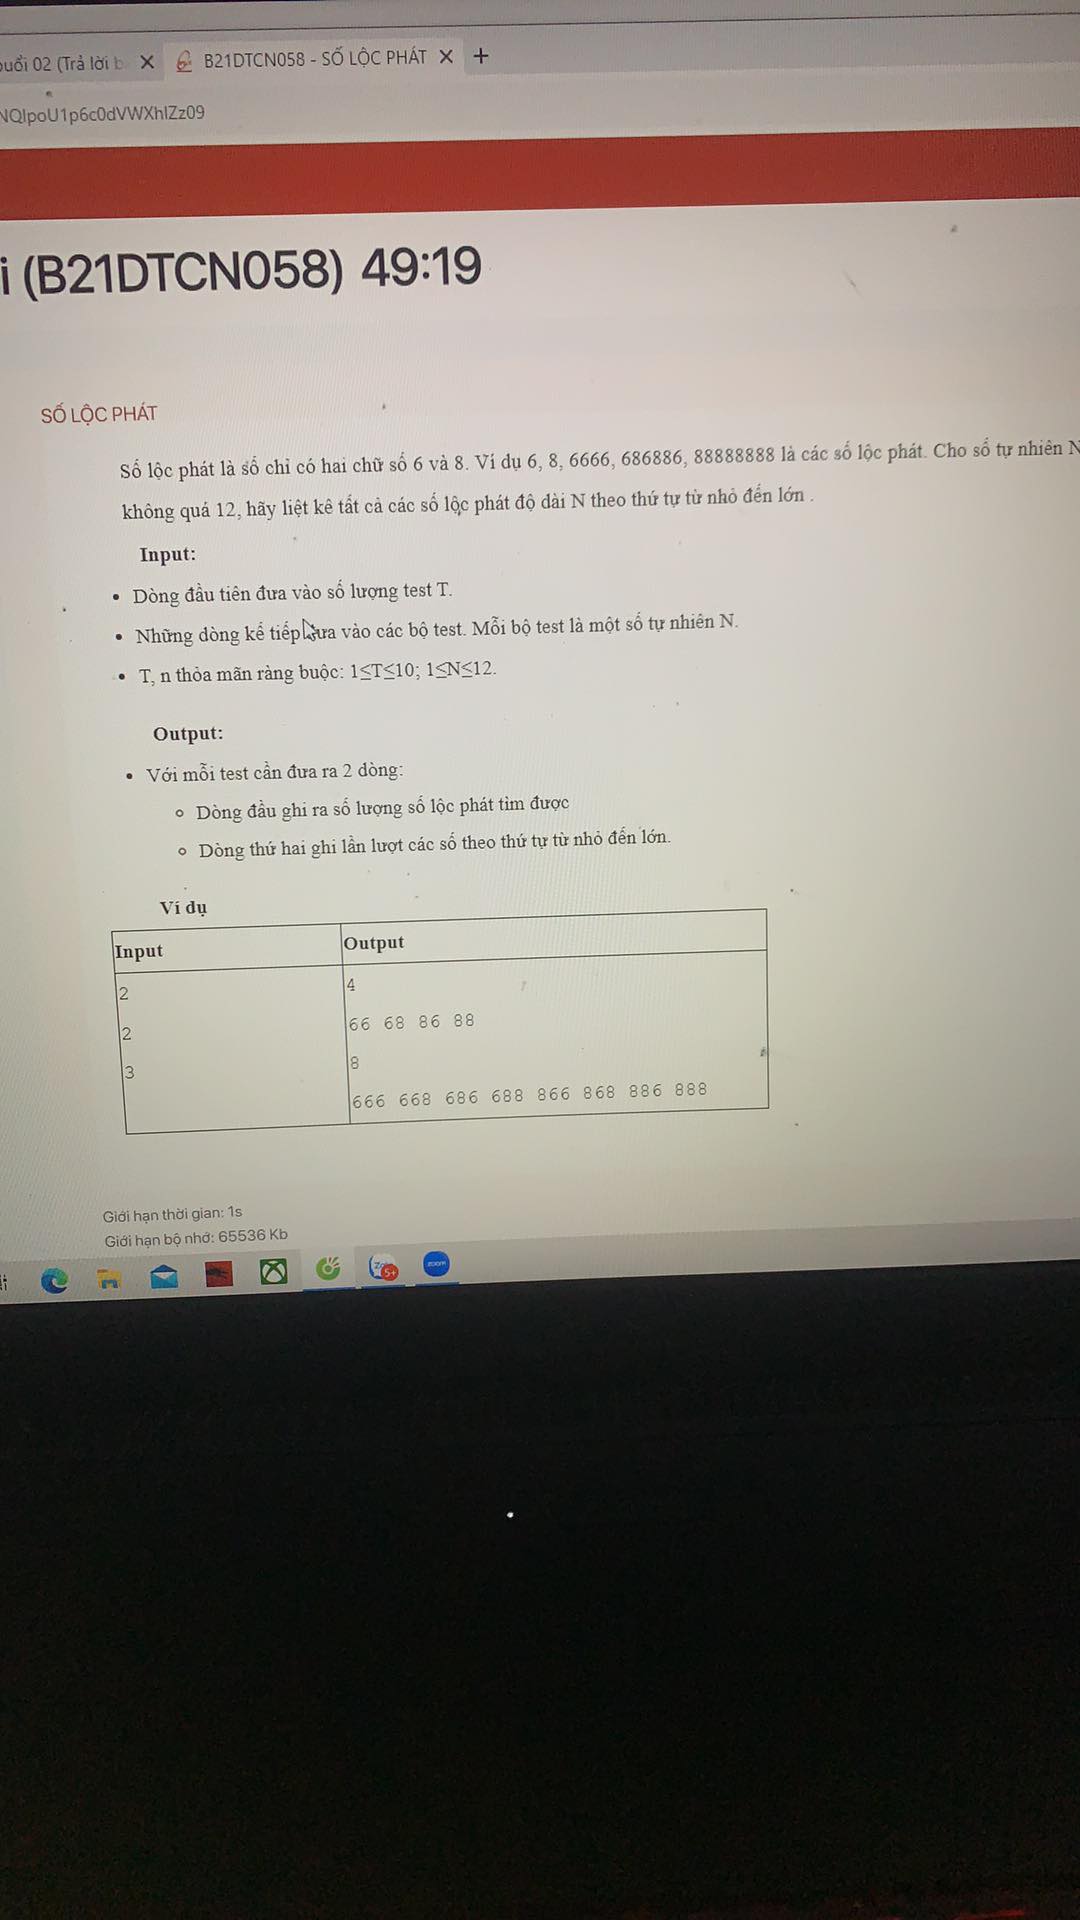 buổi 02 (Trả lời b
B21DTCN058 - SỐ LỘC PHÁT
NQIpoU1p6c0dVWXhIZz09
i (B21DTCN058) 49:19
SỐ LỘC PHÁT
Số lộc phát là số chỉ có hai chữ số 6 và 8. Ví dụ 6, 8, 6666, 686886, 88888888 là các số lộc phát. Cho số tự nhiên N
không quá 12, hãy liệt kê tất cả các số lộc phát độ dài N theo thứ tự từ nhỏ đến lớn .
Input:
• Dòng đầu tiên đưa vào số lượng test T.
• Những dòng kế tiếp đưa vào các bộ test. Mỗi bộ test là một số tự nhiên N.
• T, n thỏa mãn ràng buộc: 1≤T≤10; 1≤N≤12.
Output:
• Với mỗi test cần đưa ra 2 dòng:
o Dòng đầu ghi ra số lượng số lộc phát tìm được
o Dòng thứ hai ghi lần lượt các số theo thứ tự từ nhỏ đến lớn.
Ví dụ
Input Output
2 4
2 66 68 86 88
3 8
666 668 686 688 866 868 886 888
Giới hạn thời gian: 1s
Giới hạn bộ nhớ: 65536 Kb
5+
zoom